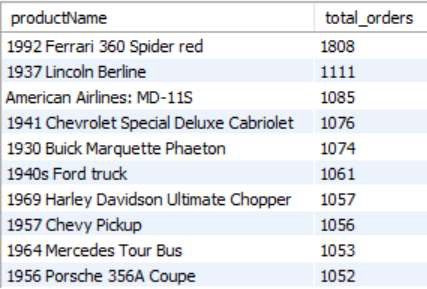 productName total_orders
1992 Ferrari 360 Spider red 1808
1937 Lincoln Berline 1111
American Airlines: MD-11S 1085
1941 Chevrolet Special Deluxe Cabriolet 1076
1930 Buick Marquette Phaeton 1074
1940s Ford truck 1061
1969 Harley Davidson Ultimate Chopper 1057
1957 Chevy Pickup 1056
1964 Mercedes Tour Bus 1053
1956 Porsche 356A Coupe 1052